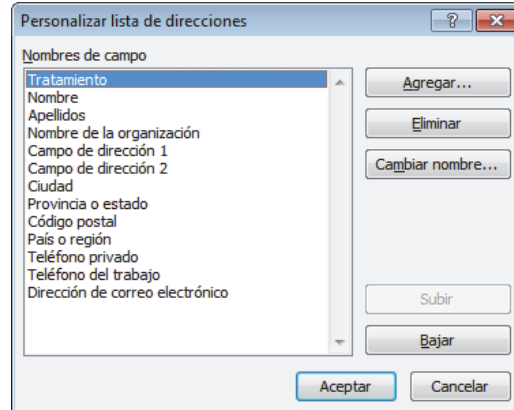 Personalizar lista de direcciones
Nombres de campo
Tratamiento
Nombre
Apellidos
Nombre de la organización
Campo de dirección 1
Campo de dirección 2
Ciudad
Provincia o estado
Código postal
País o región
Teléfono privado
Teléfono del trabajo
Dirección de correo electrónico
Agregar...
Eliminar
Cambiar nombre...
Subir
Bajar
Aceptar
Cancelar